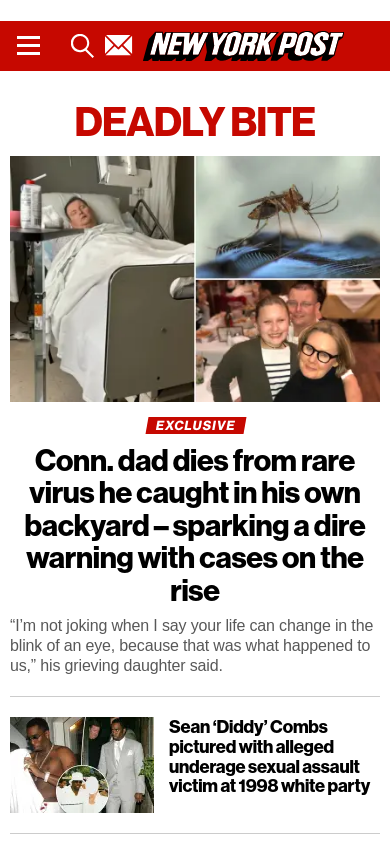 NEW YORK POST
DEADLY BITE
EXCLUSIVE
Conn. dad dies from rare
virus he caught in his own
backyard – sparking a dire
warning with cases on the
rise
“I’m not joking when I say your life can change in the
blink of an eye, because that was what happened to
us,” his grieving daughter said.
Sean ‘Diddy’ Combs
pictured with alleged
underage sexual assault
victim at 1998 white party